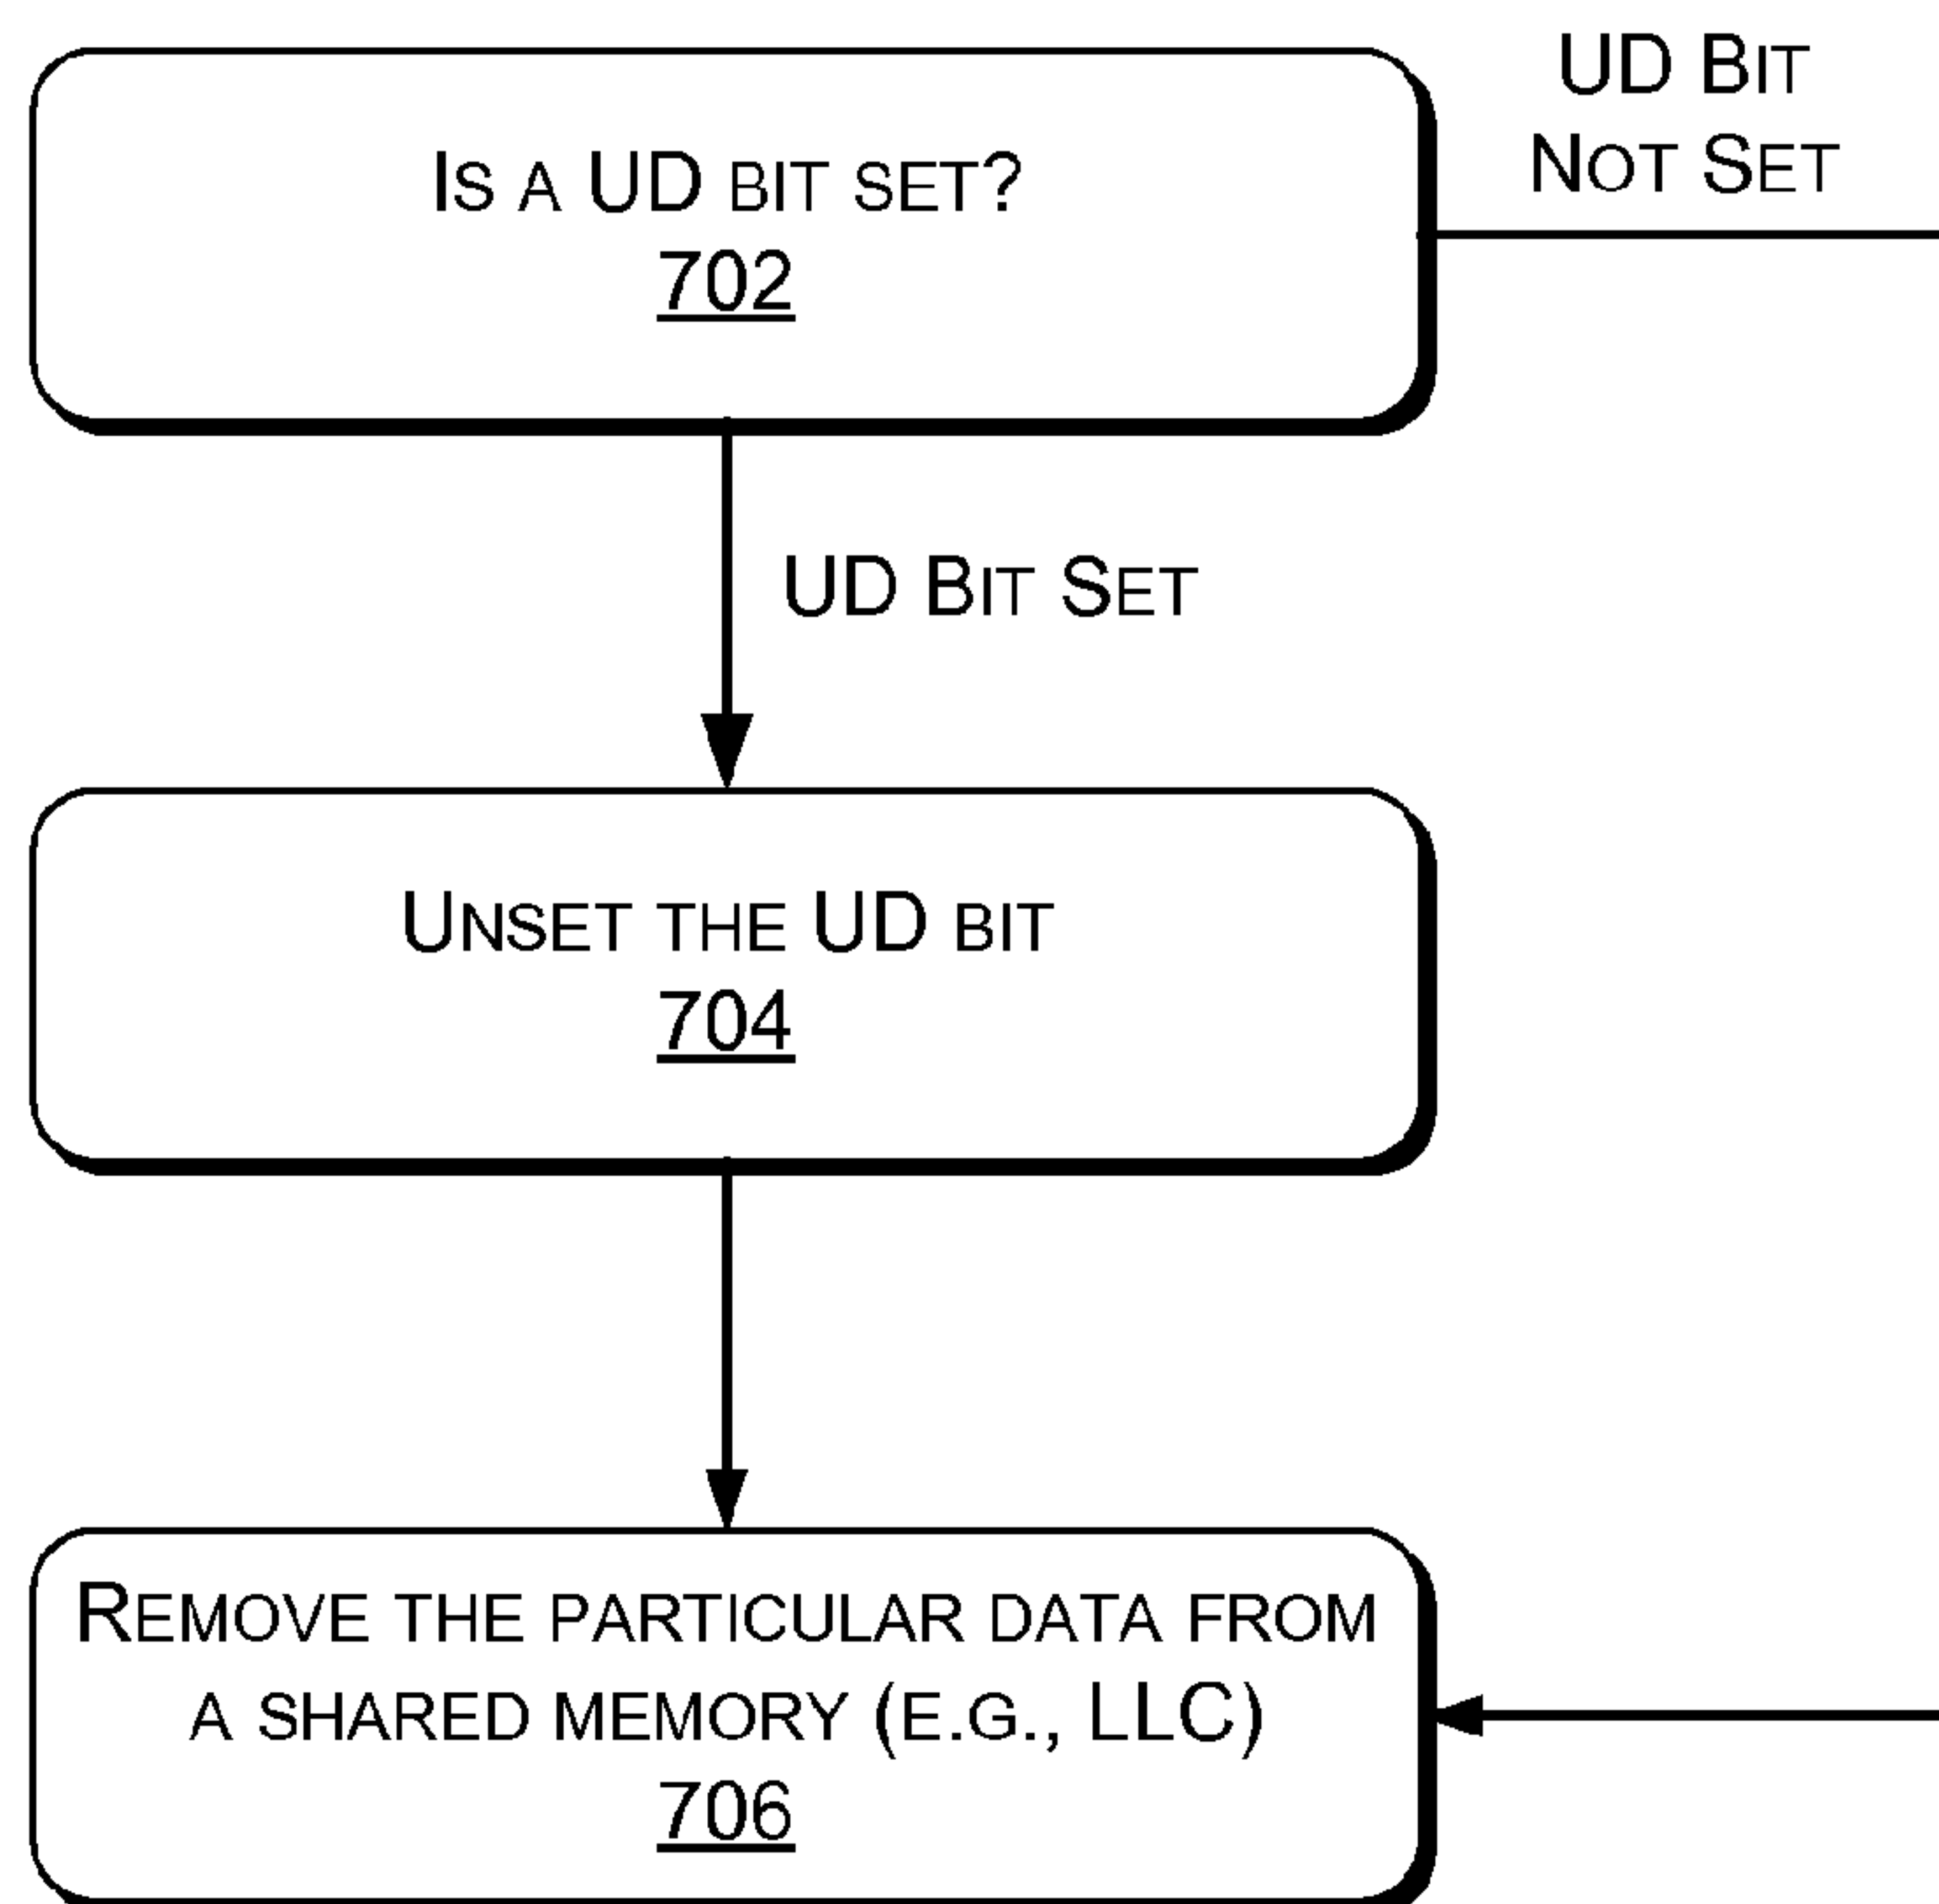 IS A UD BIT SET?
702
UD BIT
NOT SET
UD BIT SET
UNSET THE UD BIT
704
REMOVE THE PARTICULAR DATA FROM
A SHARED MEMORY (E.G., LLC)
706